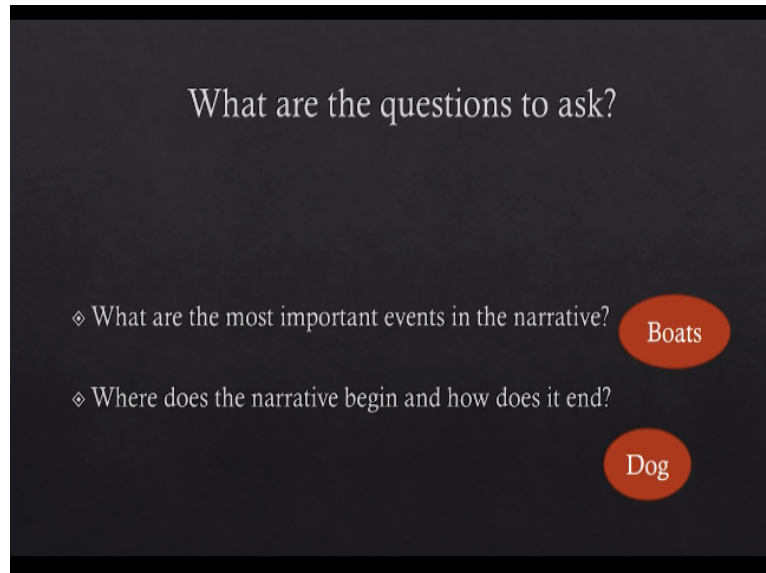 What are the questions to ask?
What are the most important events in the narrative?
Boats
Where does the narrative begin and how does it end?
Dog